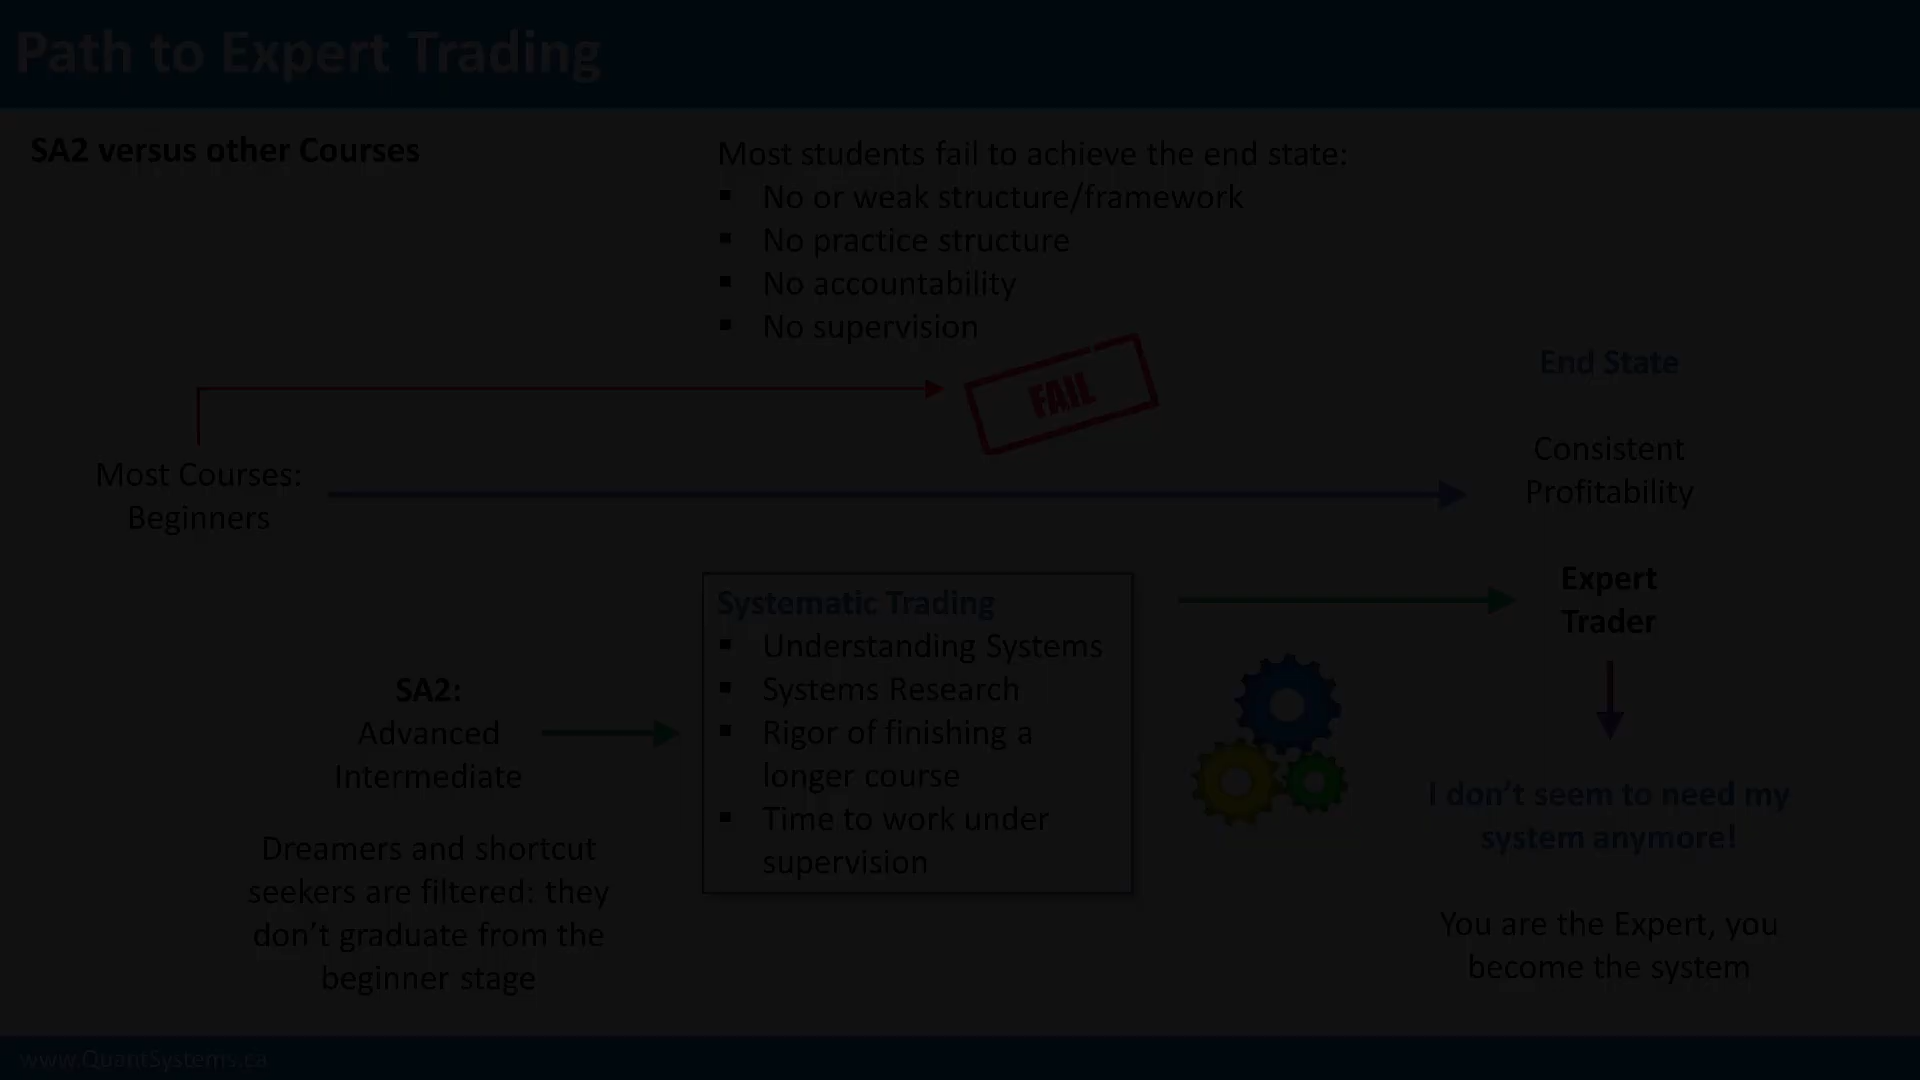 Path to Expert Trading
SA2 versus other Courses
Most students fail to achieve the end state:
▪ No or weak structure/framework
▪ No practice structure
▪ No accountability
▪ No supervision
FAIL
End State
Most Courses:
Beginners
Consistent
Profitability
Expert
Trader
Systematic Trading
▪ Understanding Systems
▪ Systems Research
▪ Rigor of finishing a
longer course
▪ Time to work under
supervision
SA2:
Advanced
Intermediate
Dreamers and shortcut
seekers are filtered: they
don’t graduate from the
beginner stage
I don’t seem to need my
system anymore!
You are the Expert, you
become the system
www.QuantSystems.ca